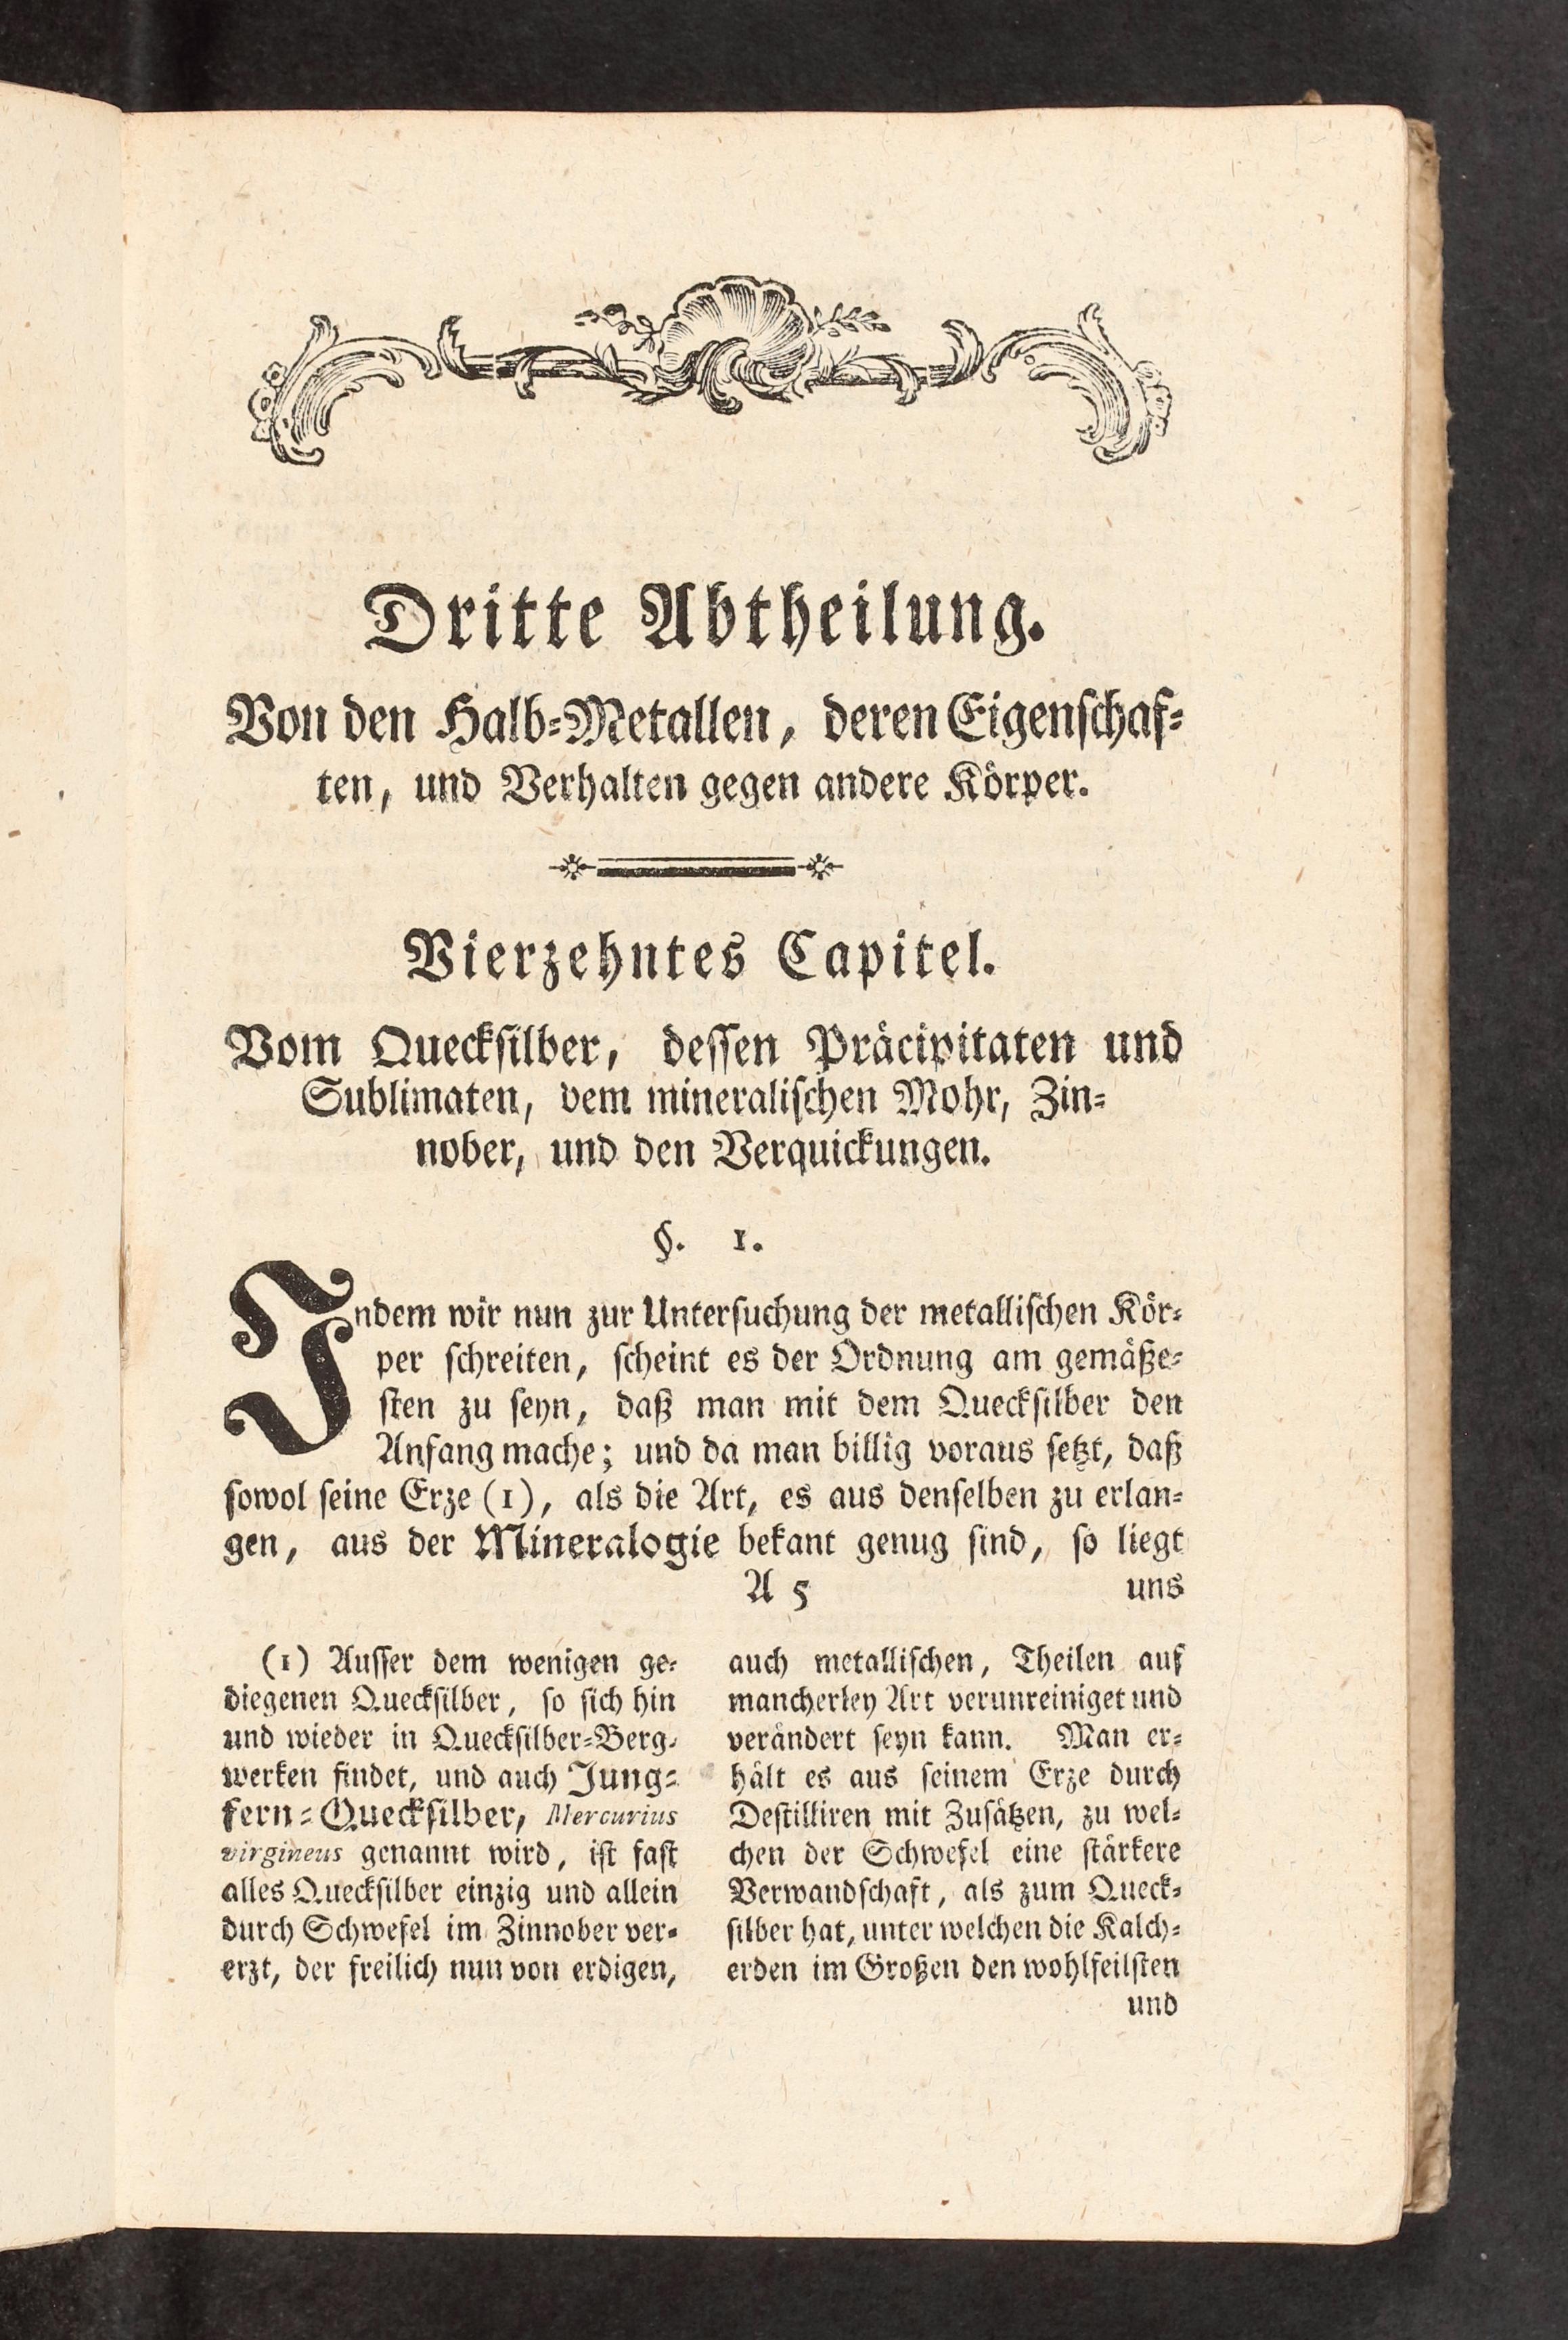 Dritte Abtheilung.
Von den Halb-Metallen, deren Eigenschaf-
ten, und Verhalten gegen andere Körper.
Vierzehntes Capitel.
Vom Quecksilber, dessen Präcipitaten und
Sublimaten, vem mineralischen Mohr, Zin-
nober, und den Verquickungen.
§. 1.
Indem wir nun zur Untersuchung der metallischen Kör-
per schreiten, scheint es der Ordnung am gemäße-
sten zu seyn, daß man mit dem Quecksilber den
Anfang mache; und da man billig voraus setzt, daß
sowol seine Erze (1), als die Art, es aus denselben zu erlan-
gen, aus der Mineralogie bekant genug sind, so liegt
A 5 uns
(1) Ausser dem wenigen ge-
diegenen Quecksilber, so sich hin
und wieder in Quecksilber-Berg-
werken findet, und auch Jung-
fern-Quecksilber, Mercurius
virgineus genannt wird, ist fast
alles Quecksilber einzig und allein
durch Schwefel im Zinnober ver-
erzt, der freilich nun von erdigen,
auch metallischen, Theilen auf
mancherley Art verunreiniget und
verändert seyn kann. Man er-
hält es aus seinem Erze durch
Destilliren mit Zusätzen, zu wel-
chen der Schwefel eine stärkere
Verwandschaft, als zum Queck-
silber hat, unter welchen die Kalch-
erden im Großen den wohlfeilsten
und